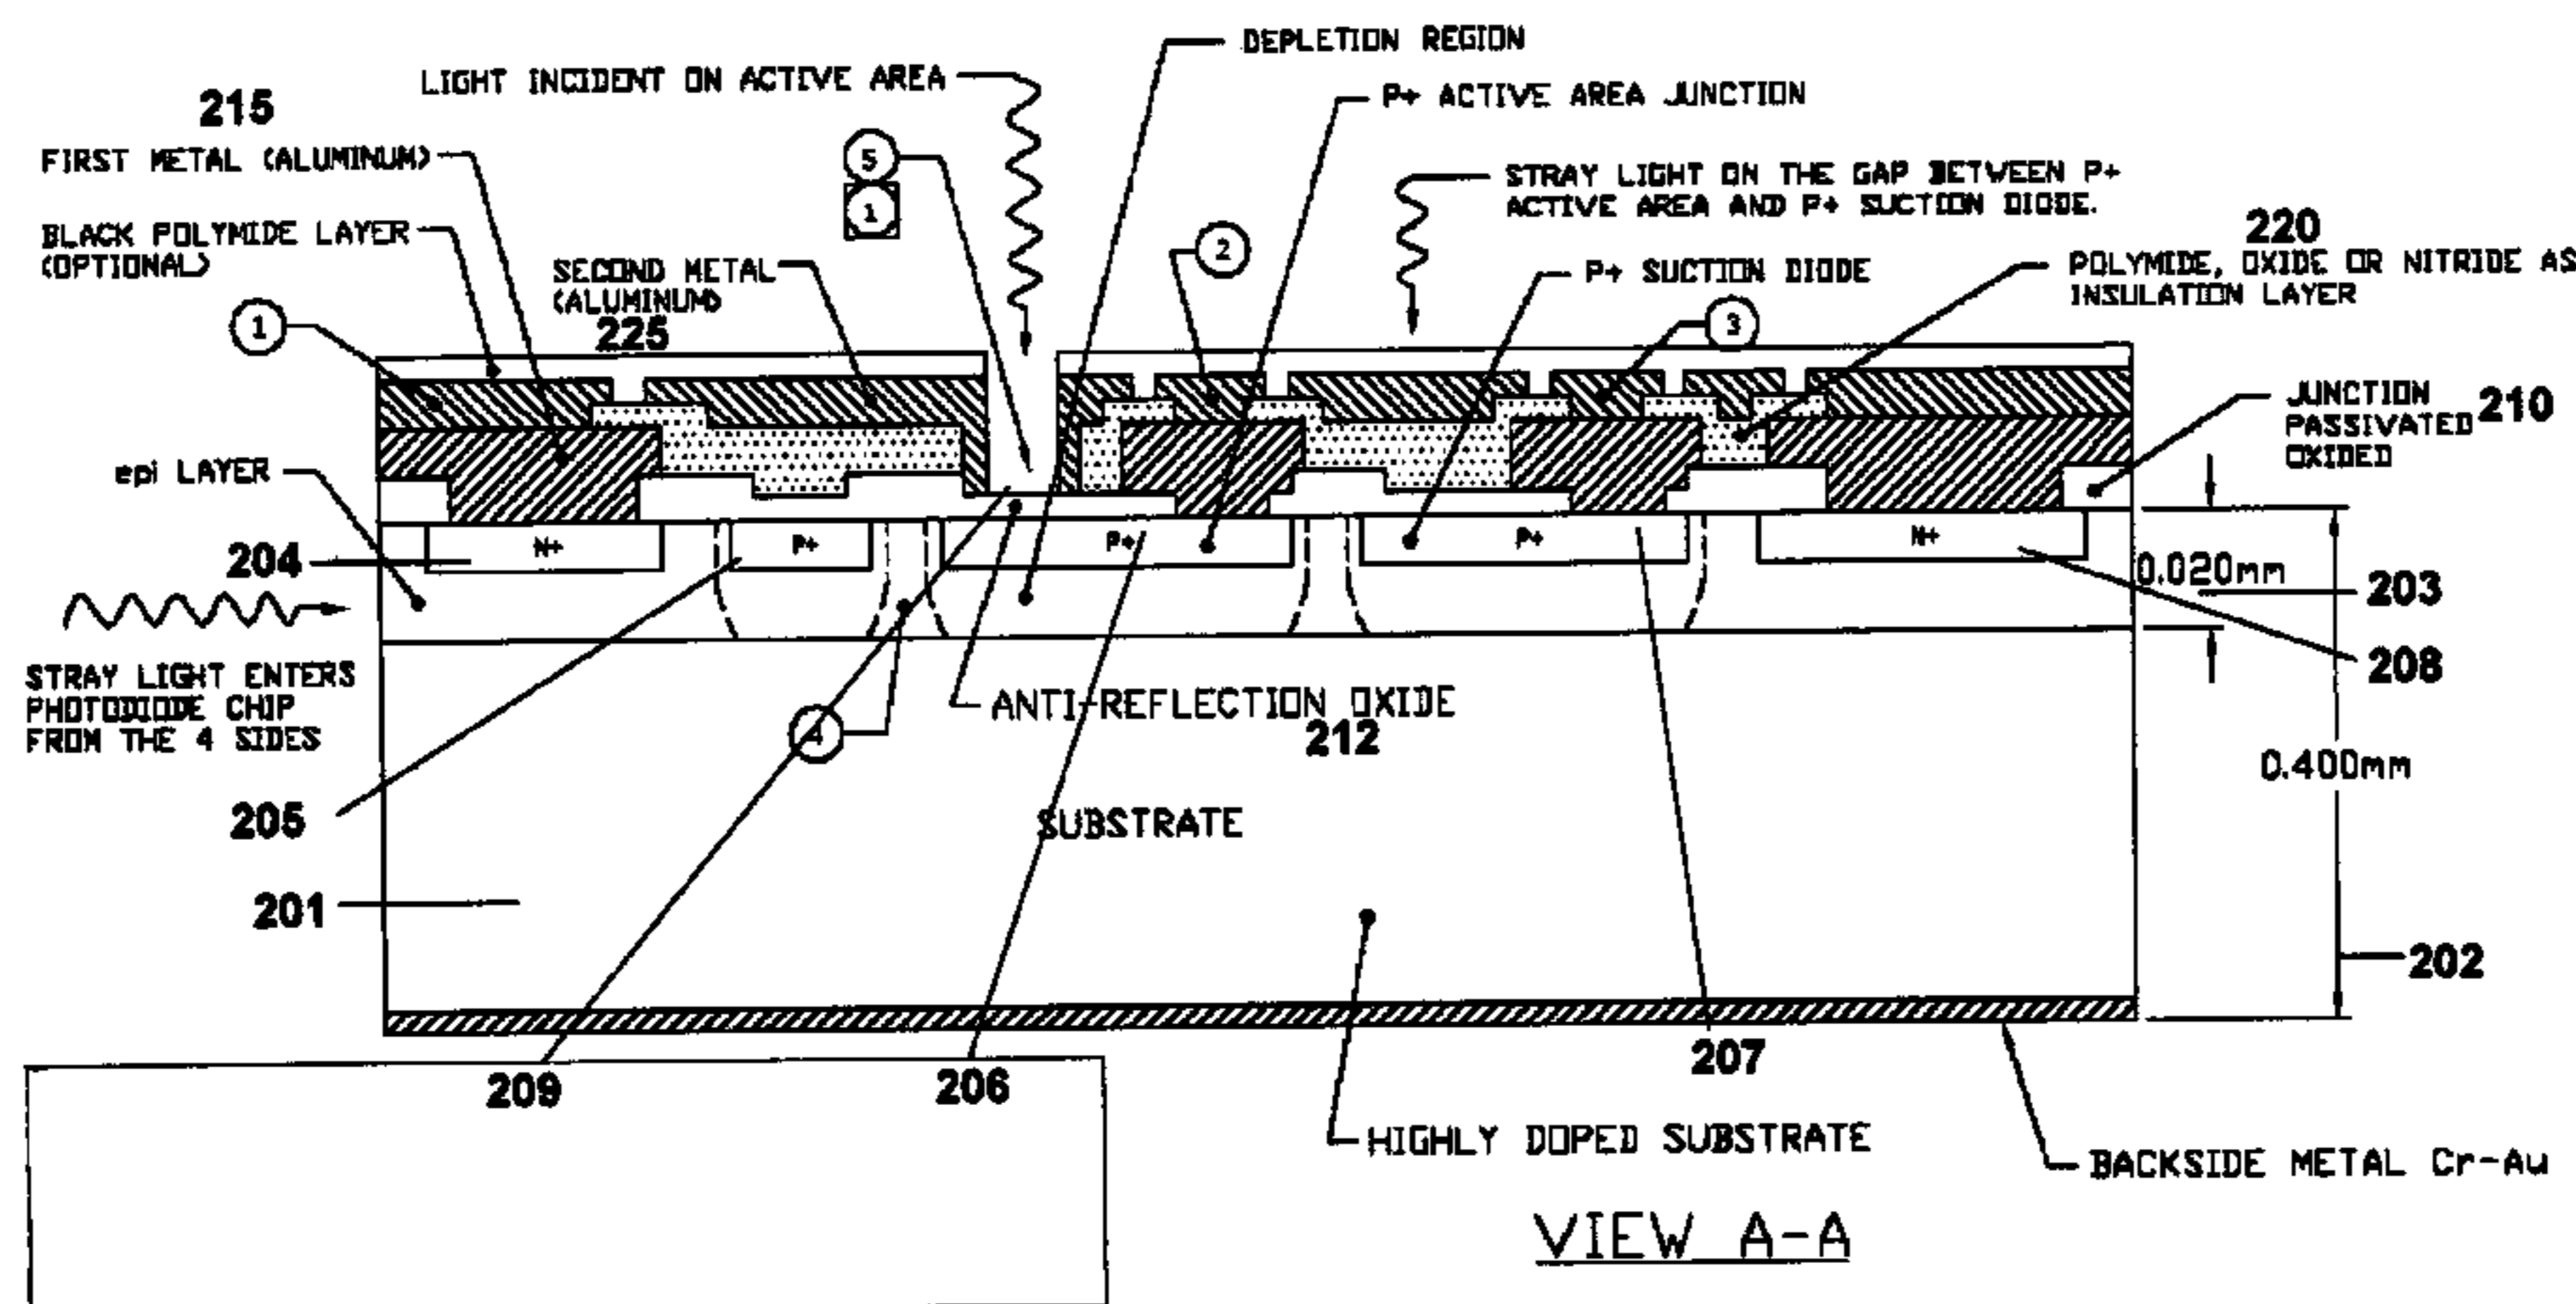 DEPLETION REGION
LIGHT INCIDENT ON ACTIVE AREA
P+ ACTIVE AREA JUNCTION
215
FIRST METAL (ALUMINUM)
5
1
STRAY LIGHT ON THE GAP BETWEEN P+
ACTIVE AREA AND P+ SUCTION DIODE.
BLACK POLYMIDE LAYER
(OPTIONAL)
2
220
SECOND METAL
(ALUMINUM)
225
P+ SUCTION DIODE
POLYMIDE, OXIDE OR NITRIDE AS
INSULATION LAYER
1
3
JUNCTION
PASSIVATED
OXIDED
210
epi LAYER
204
N+
P+
P+
P+
N+
0.020mm
203
208
STRAY LIGHT ENTERS
PHOTODIODE CHIP
FROM THE 4 SIDES
4
ANTI-REFLECTION OXIDE
212
0.400mm
205
SUBSTRATE
201
202
209
206
207
HIGHLY DOPED SUBSTRATE
BACKSIDE METAL Cr-Au
VIEW A-A